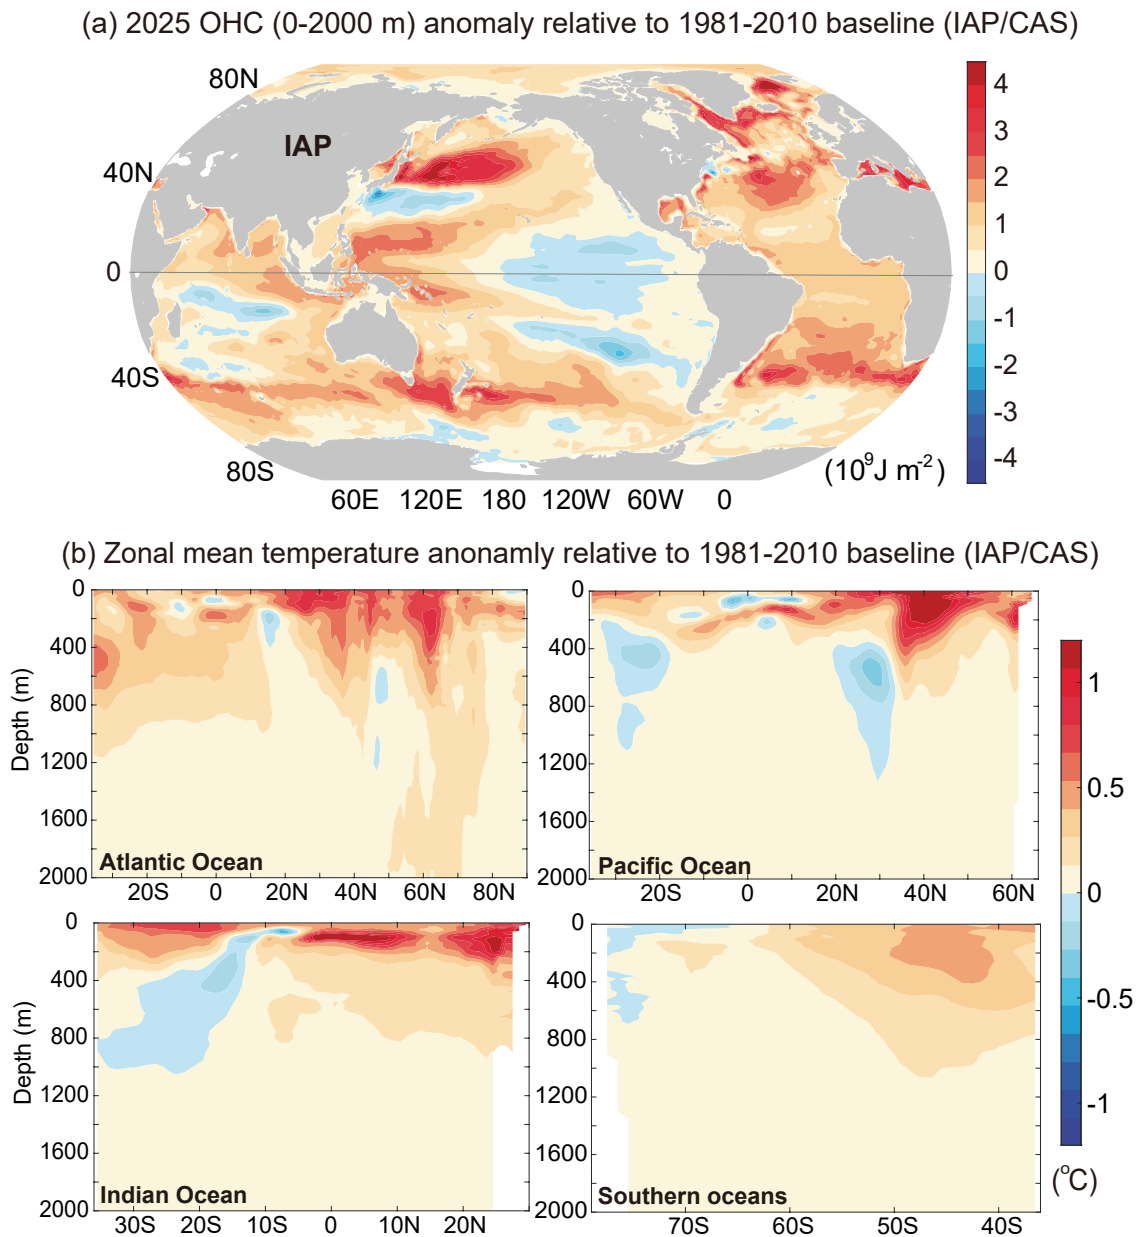 (a) 2025 OHC (0-2000 m) anomaly relative to 1981-2010 baseline (IAP/CAS)
80N
IAP
40N
0
40S
80S
60E 120E 180 120W 60W 0
(10⁹J m⁻²)
4
3
2
1
0
-1
-2
-3
-4
(b) Zonal mean temperature anonamly relative to 1981-2010 baseline (IAP/CAS)
Depth (m)
0
400
800
1200
1600
2000
Atlantic Ocean
20S 0 20N 40N 60N 80N
0
400
800
1200
1600
2000
Pacific Ocean
20S 0 20N 40N 60N
Depth (m)
0
400
800
1200
1600
2000
Indian Ocean
30S 20S 10S 0 10N 20N
0
400
800
1200
1600
2000
Southern oceans
70S 60S 50S 40S
1
0.5
0
-0.5
-1
(°C)